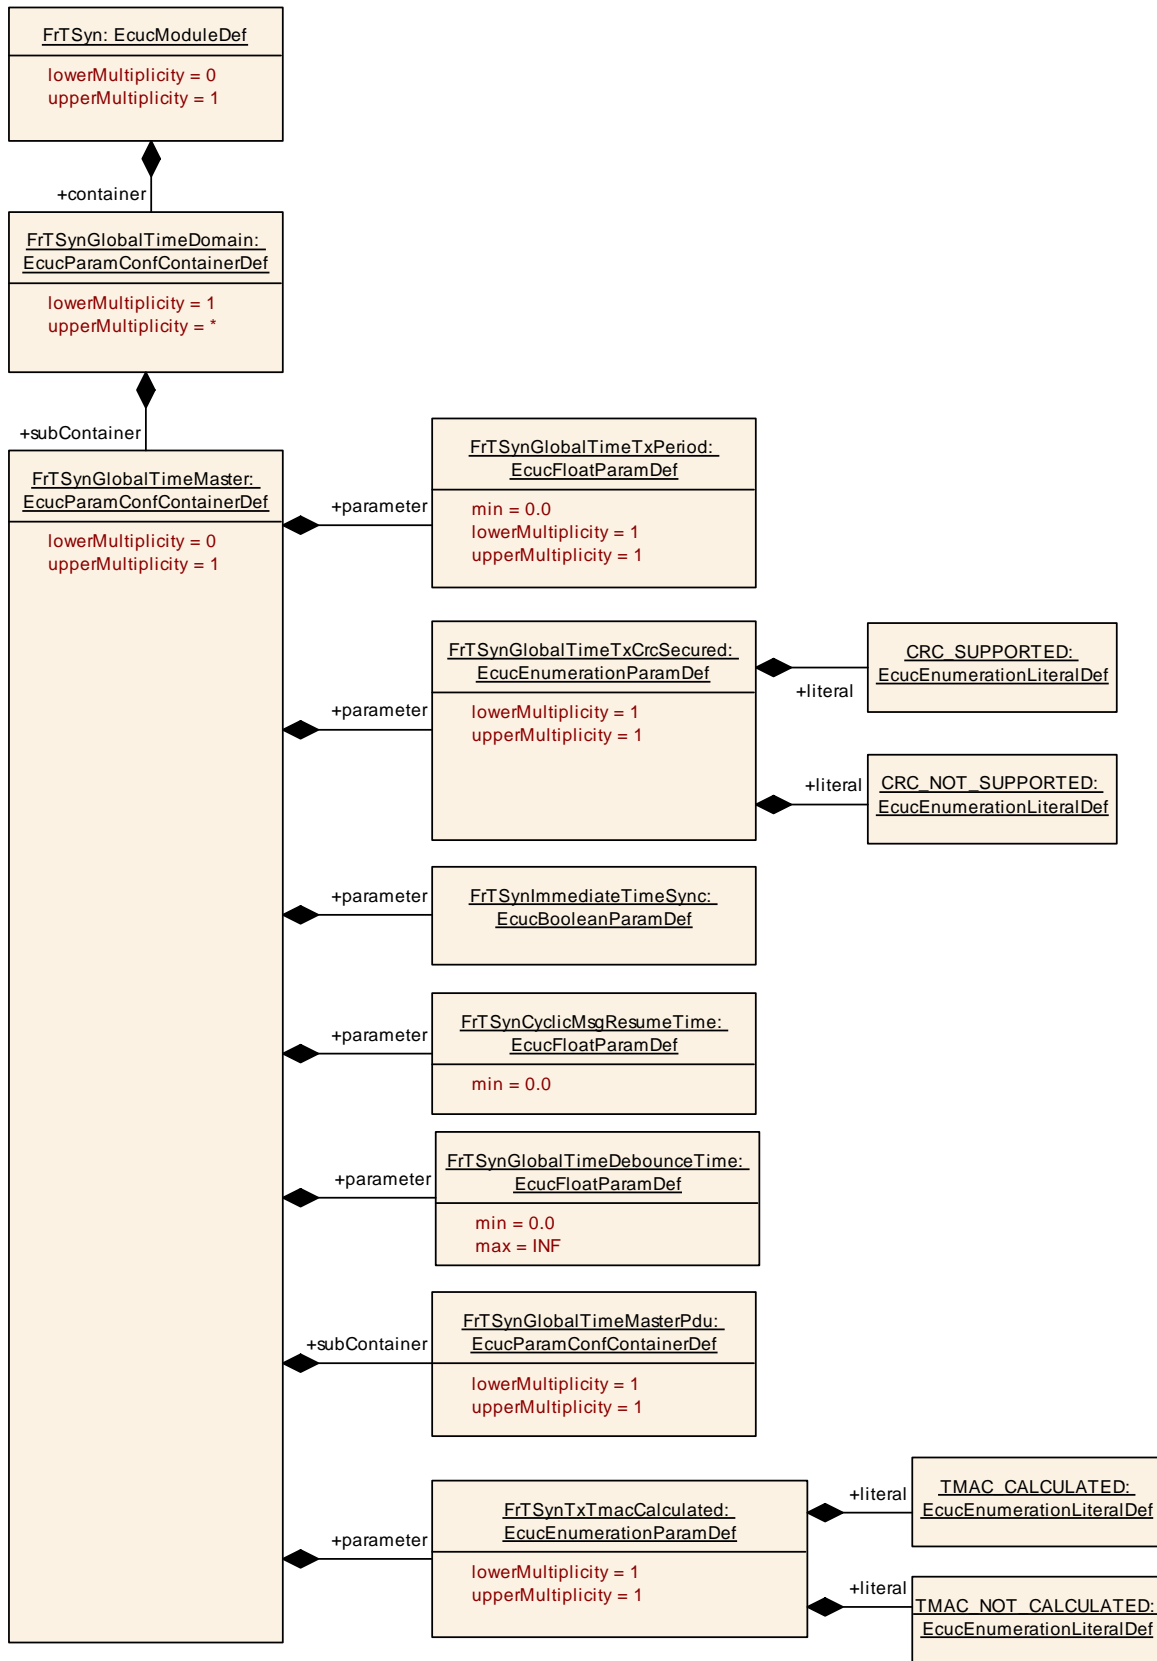 FrTSyn: EcucModuleDef
lowerMultiplicity = 0
upperMultiplicity = 1
+container
FrTSynGlobalTimeDomain:
EcucParamConfContainerDef
lowerMultiplicity = 1
upperMultiplicity = *
+subContainer
FrTSynGlobalTimeMaster:
EcucParamConfContainerDef
lowerMultiplicity = 0
upperMultiplicity = 1
+parameter
FrTSynGlobalTimeTxPeriod:
EcucFloatParamDef
min = 0.0
lowerMultiplicity = 1
upperMultiplicity = 1
+parameter
FrTSynGlobalTimeTxCrcSecured:
EcucEnumerationParamDef
lowerMultiplicity = 1
upperMultiplicity = 1
+literal
CRC_SUPPORTED:
EcucEnumerationLiteralDef
+literal
CRC_NOT_SUPPORTED:
EcucEnumerationLiteralDef
+parameter
FrTSynImmediateTimeSync:
EcucBooleanParamDef
+parameter
FrTSynCyclicMsgResumeTime:
EcucFloatParamDef
min = 0.0
+parameter
FrTSynGlobalTimeDebounceTime:
EcucFloatParamDef
min = 0.0
max = INF
+subContainer
FrTSynGlobalTimeMasterPdu:
EcucParamConfContainerDef
lowerMultiplicity = 1
upperMultiplicity = 1
+parameter
FrTSynTxTmacCalculated:
EcucEnumerationParamDef
lowerMultiplicity = 1
upperMultiplicity = 1
+literal
TMAC_CALCULATED:
EcucEnumerationLiteralDef
+literal
TMAC_NOT_CALCULATED:
EcucEnumerationLiteralDef